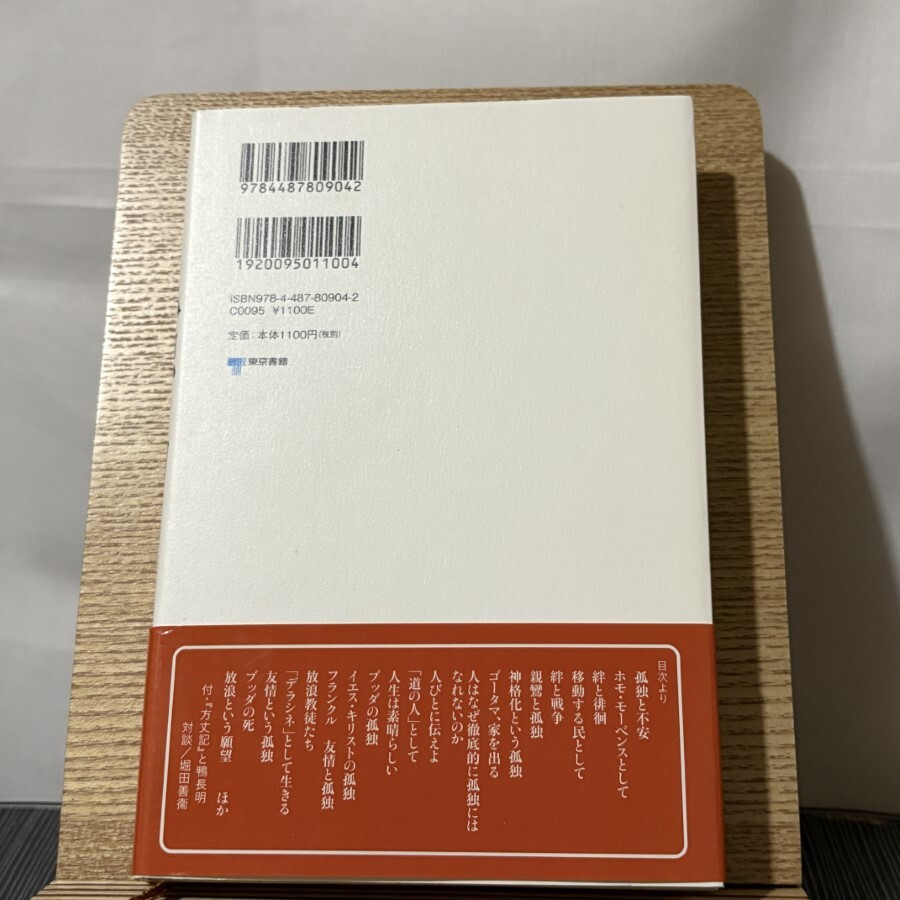 9784487809042
1920095011004
ISBN978-4-487-80904-2
C0095 ¥1100E
定価：本体1100円（税別）
東京書籍
目次より
孤独と不安
ホモ・モーベンスとして
絆と徘徊
移動する民として
絆と戦争
親鸞と孤独
神格化という孤独
ゴータマ、家を出る
人はなぜ徹底的に孤独には
なれないのか
人びとに伝えよ
「道の人」として
人生は素晴らしい
ブッダの孤独
イエス・キリストの孤独
フランクル　友情と孤独
放浪教徒たち
「デラシネ」として生きる
友情という孤独
ブッダの死
放浪という願望　ほか
付・『方丈記』と鴨長明
対談／堀田善衞